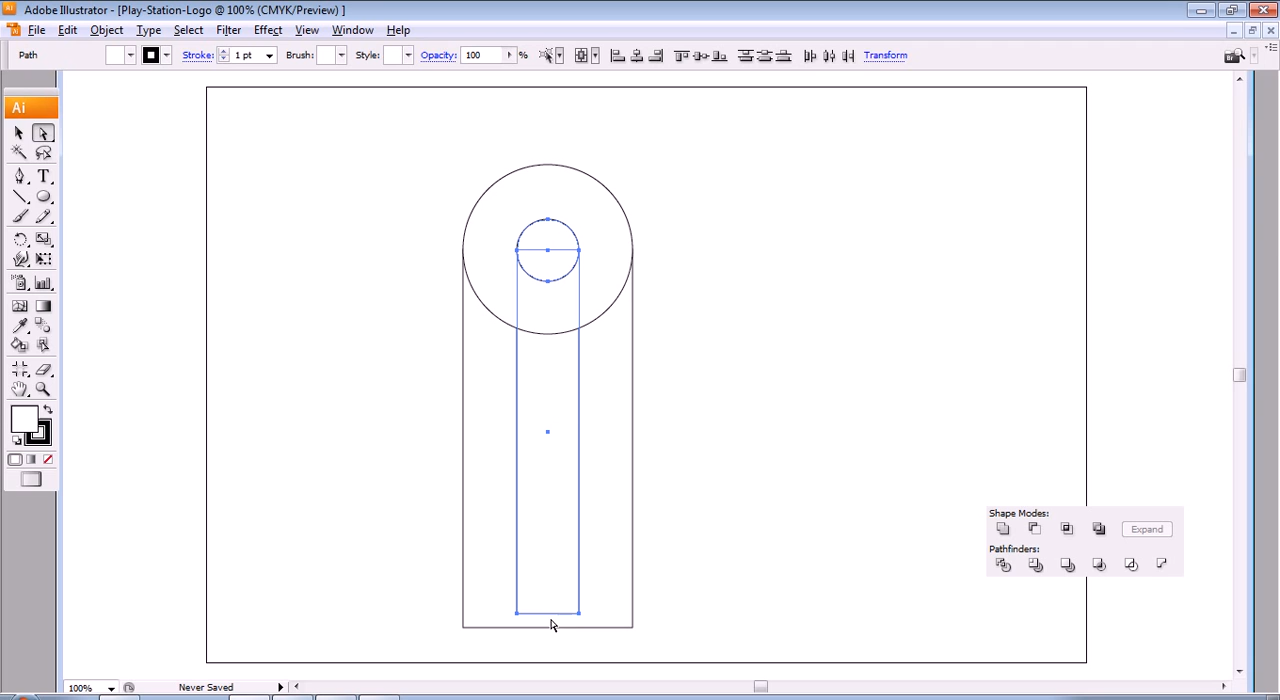 Adobe Illustrator - [Play-Station-Logo @ 100% (CMYK/Preview) ]
File Edit Object Type Select Filter Effect View Window Help
Path Stroke: 1 pt Brush: Style: Opacity: 100 % Br Transform
Ai
T
Shape Modes:
Expand
Pathfinders:
100% Never Saved